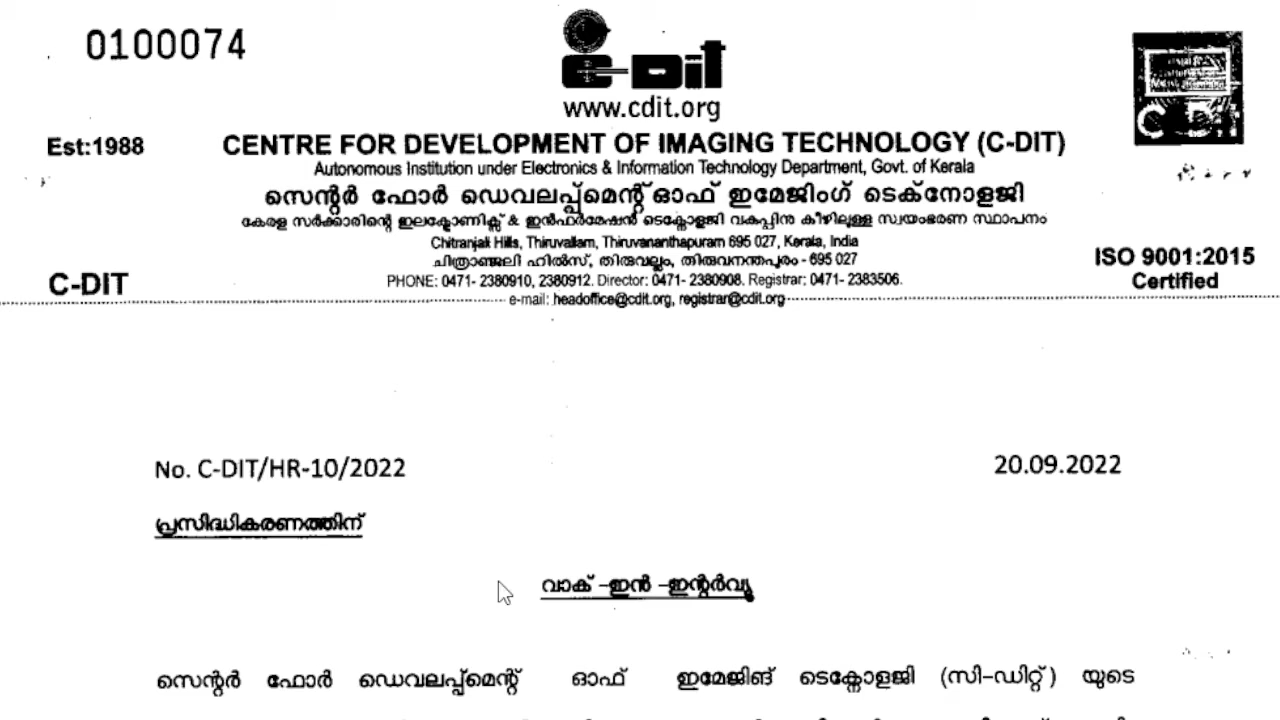 0100074
C-Dit
www.cdit.org
C Dit
Est:1988
CENTRE FOR DEVELOPMENT OF IMAGING TECHNOLOGY (C-DIT)
Autonomous Institution under Electronics & Information Technology Department, Govt. of Kerala
സെന്റർ ഫോർ ഡെവലപ്പ്മെന്റ് ഓഫ് ഇമേജിംഗ് ടെക്നോളജി
കേരള സർക്കാരിന്റെ ഇലക്ട്രോണിക്സ് & ഇൻഫർമേഷൻ ടെക്നോളജി വകുപ്പിനു കീഴിലുള്ള സ്വയംഭരണ സ്ഥാപനം
Chitranjali Hills, Thiruvallam, Thiruvananthapuram 695 027, Kerala, India
ചിത്രാഞ്ജലി ഹിൽസ്, തിരുവല്ലം, തിരുവനന്തപുരം - 695 027
C-DIT
PHONE: 0471- 2380910, 2380912. Director: 0471- 2380908. Registrar: 0471- 2383506.
ISO 9001:2015
Certified
e-mail: headoffice@cdit.org, registrar@cdit.org
No. C-DIT/HR-10/2022
20.09.2022
പ്രസിദ്ധികരണത്തിന്
വാക് -ഇൻ -ഇന്റർവ്യൂ
സെന്റർ ഫോർ ഡെവലപ്പ്മെന്റ് ഓഫ് ഇമേജിങ് ടെക്നോളജി (സി-ഡിറ്റ്) യുടെ